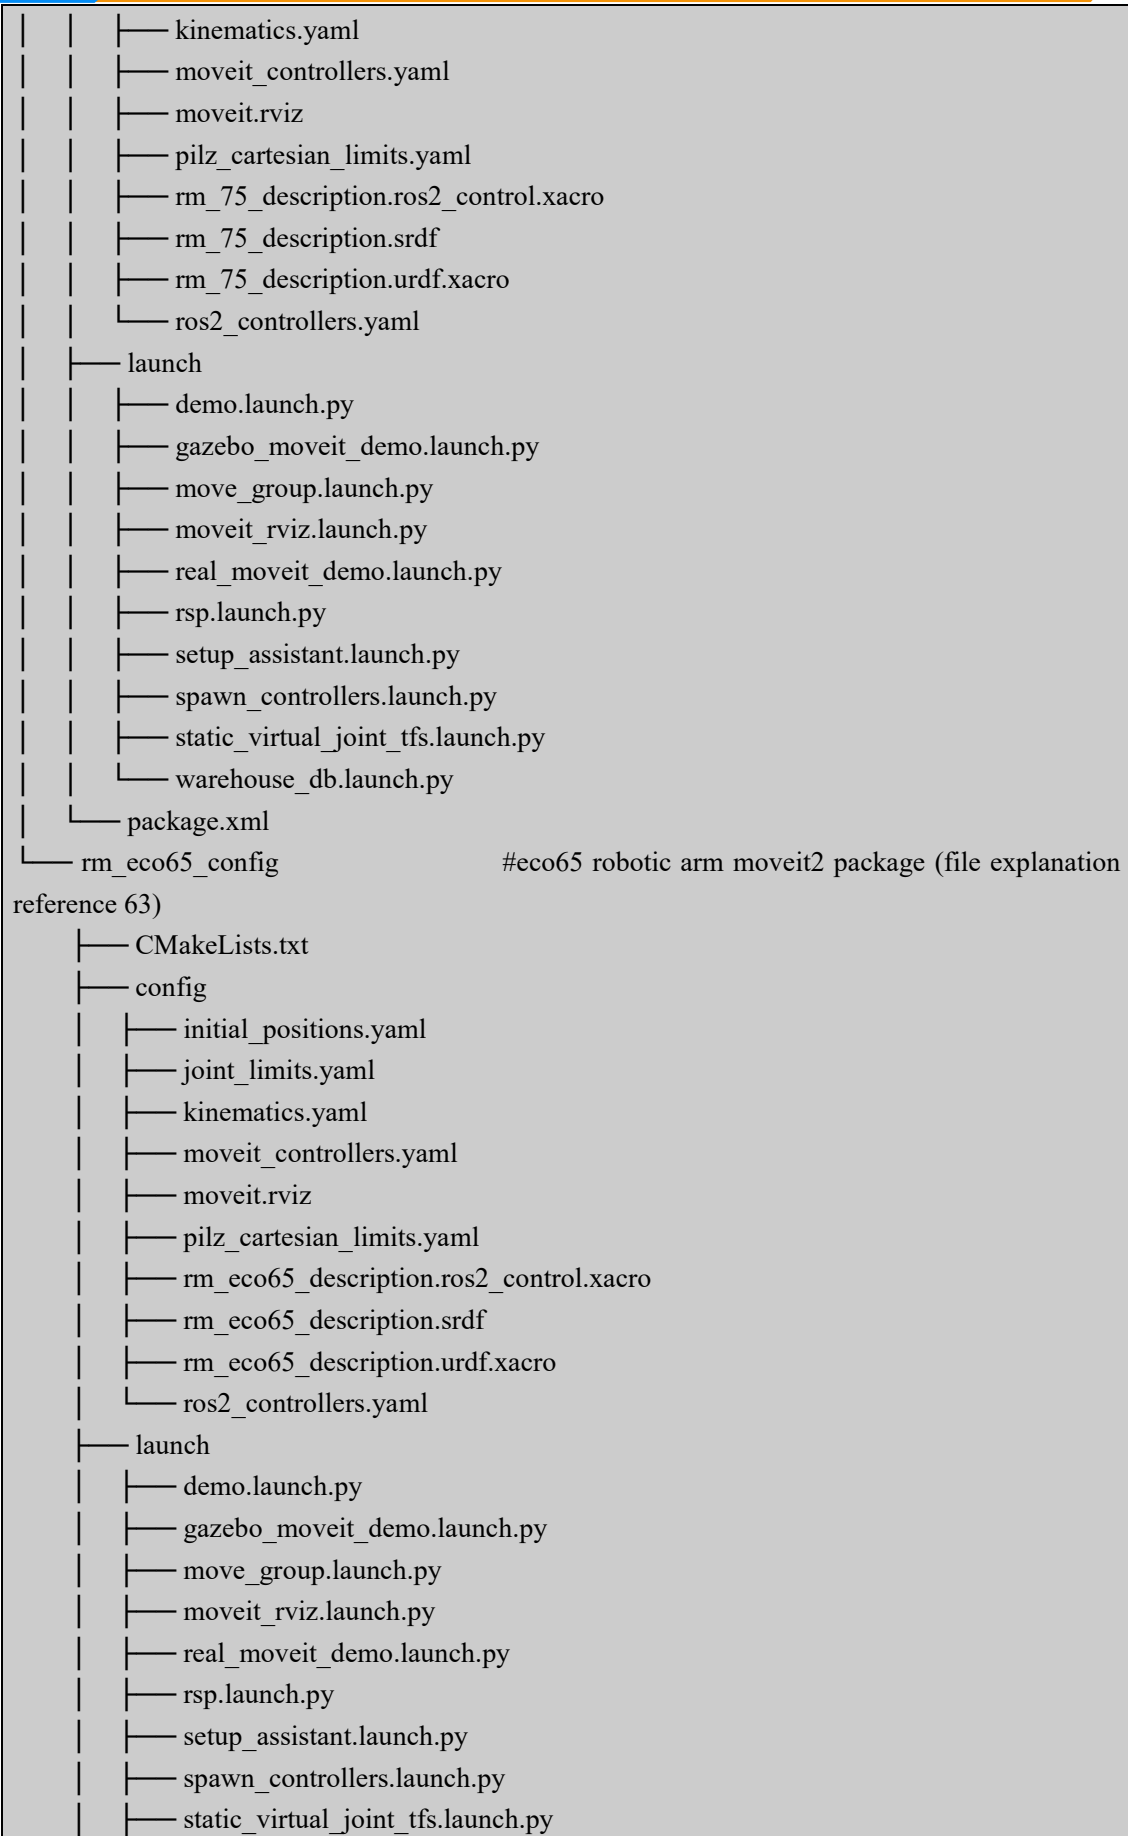 │   │   ├── kinematics.yaml
│   │   ├── moveit_controllers.yaml
│   │   ├── moveit.rviz
│   │   ├── pilz_cartesian_limits.yaml
│   │   ├── rm_75_description.ros2_control.xacro
│   │   ├── rm_75_description.srdf
│   │   ├── rm_75_description.urdf.xacro
│   │   └── ros2_controllers.yaml
│   ├── launch
│   │   ├── demo.launch.py
│   │   ├── gazebo_moveit_demo.launch.py
│   │   ├── move_group.launch.py
│   │   ├── moveit_rviz.launch.py
│   │   ├── real_moveit_demo.launch.py
│   │   ├── rsp.launch.py
│   │   ├── setup_assistant.launch.py
│   │   ├── spawn_controllers.launch.py
│   │   ├── static_virtual_joint_tfs.launch.py
│   │   └── warehouse_db.launch.py
│   └── package.xml
└── rm_eco65_config #eco65 robotic arm moveit2 package (file explanation
reference 63)
    ├── CMakeLists.txt
    ├── config
    │   ├── initial_positions.yaml
    │   ├── joint_limits.yaml
    │   ├── kinematics.yaml
    │   ├── moveit_controllers.yaml
    │   ├── moveit.rviz
    │   ├── pilz_cartesian_limits.yaml
    │   ├── rm_eco65_description.ros2_control.xacro
    │   ├── rm_eco65_description.srdf
    │   ├── rm_eco65_description.urdf.xacro
    │   └── ros2_controllers.yaml
    ├── launch
    │   ├── demo.launch.py
    │   ├── gazebo_moveit_demo.launch.py
    │   ├── move_group.launch.py
    │   ├── moveit_rviz.launch.py
    │   ├── real_moveit_demo.launch.py
    │   ├── rsp.launch.py
    │   ├── setup_assistant.launch.py
    │   ├── spawn_controllers.launch.py
    │   ├── static_virtual_joint_tfs.launch.py